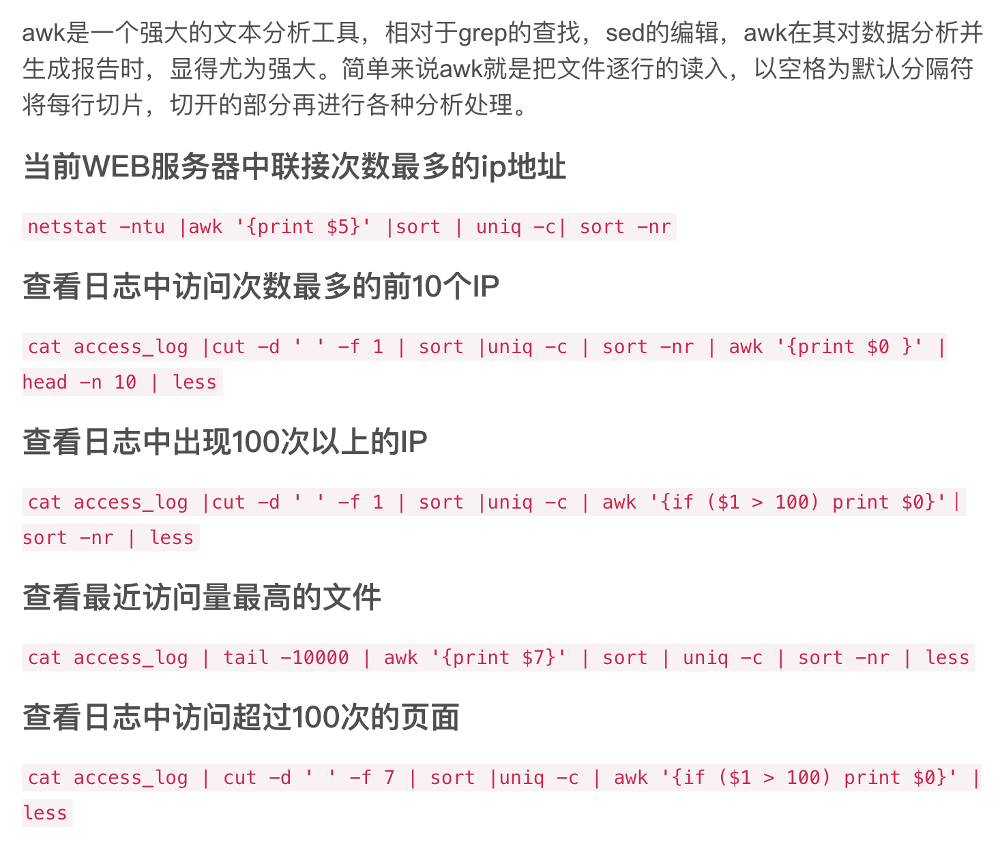 awk是一个强大的文本分析工具，相对于grep的查找，sed的编辑，awk在其对数据分析并
生成报告时，显得尤为强大。简单来说awk就是把文件逐行的读入，以空格为默认分隔符
将每行切片，切开的部分再进行各种分析处理。
当前WEB服务器中联接次数最多的ip地址
netstat -ntu |awk '{print $5}' |sort | uniq -c| sort -nr
查看日志中访问次数最多的前10个IP
cat access_log |cut -d ' ' -f 1 | sort |uniq -c | sort -nr | awk '{print $0 }' |
head -n 10 | less
查看日志中出现100次以上的IP
cat access_log |cut -d ' ' -f 1 | sort |uniq -c | awk '{if ($1 > 100) print $0}'｜
sort -nr | less
查看最近访问量最高的文件
cat access_log | tail -10000 | awk '{print $7}' | sort | uniq -c | sort -nr | less
查看日志中访问超过100次的页面
cat access_log | cut -d ' ' -f 7 | sort |uniq -c | awk '{if ($1 > 100) print $0}' |
less